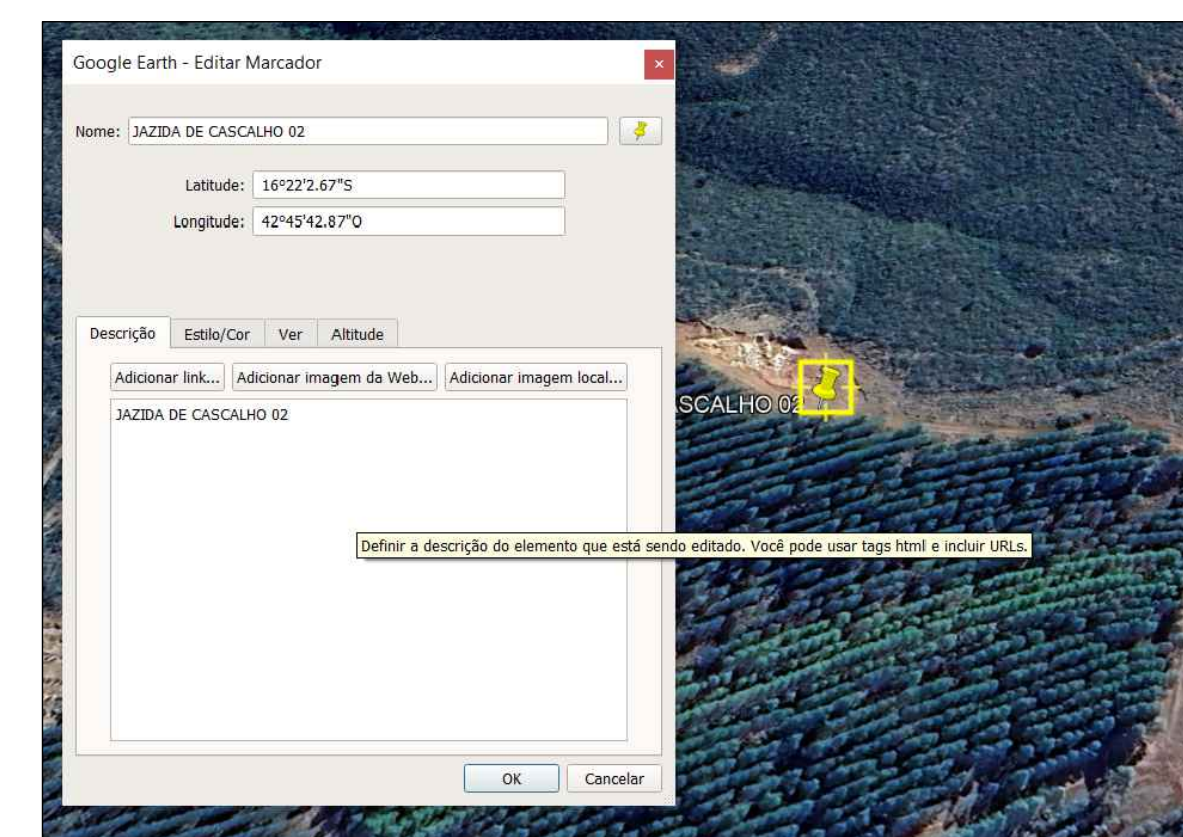 Google Earth - Editar Marcador
×
Nome: JAZIDA DE CASCALHO 02
Latitude: 16°22'2.67"S
Longitude: 42°45'42.87"O
Descrição Estilo/Cor Ver Altitude
Adicionar link... Adicionar imagem da Web... Adicionar imagem local...
JAZIDA DE CASCALHO 02
SCALHO 02
Definir a descrição do elemento que está sendo editado. Você pode usar tags html e incluir URLs.
OK Cancelar